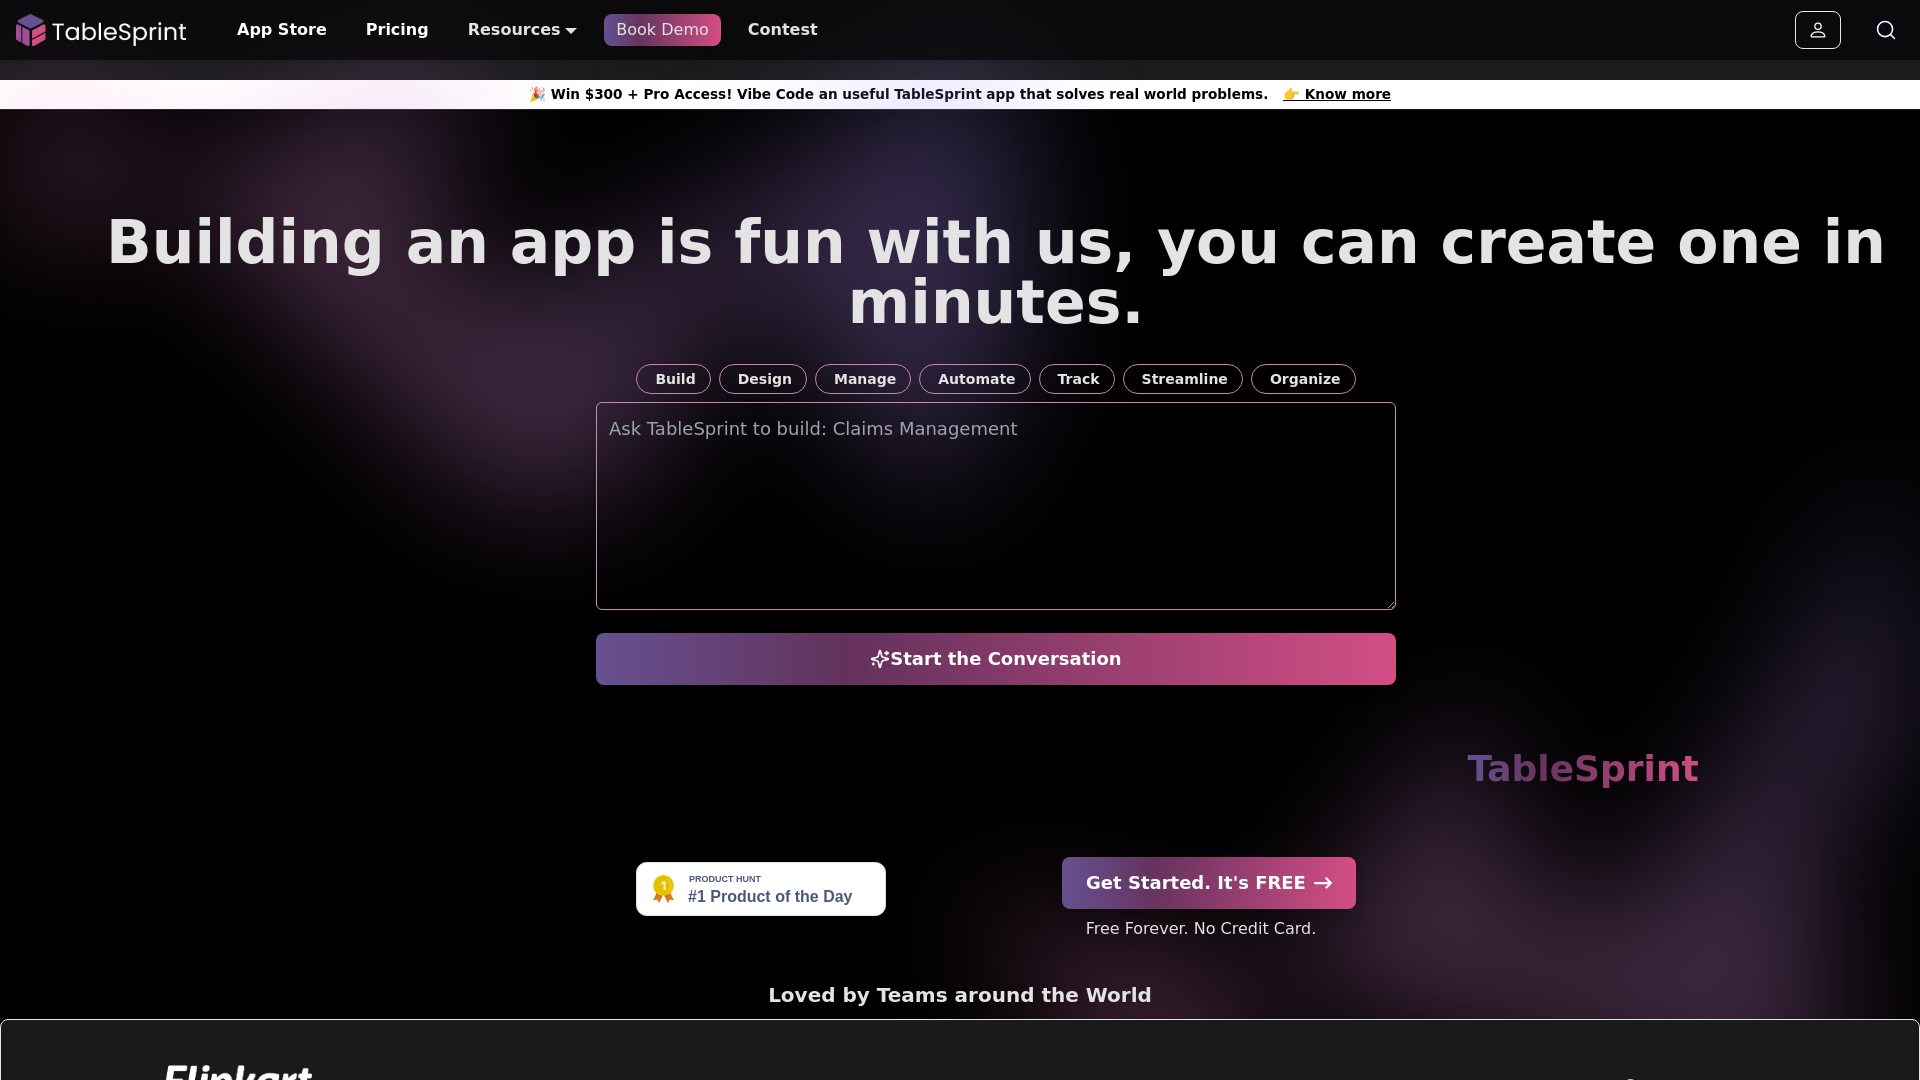 TableSprint
App Store
Pricing
Resources
Book Demo
Contest
🎉 Win $300 + Pro Access! Vibe Code an useful TableSprint app that solves real world problems. 👉 Know more
Building an app is fun with us, you can create one in
minutes.
Build
Design
Manage
Automate
Track
Streamline
Organize
Ask TableSprint to build: Claims Management
Start the Conversation
TableSprint
1
PRODUCT HUNT
#1 Product of the Day
Get Started. It's FREE →
Free Forever. No Credit Card.
Loved by Teams around the World
Flipkart